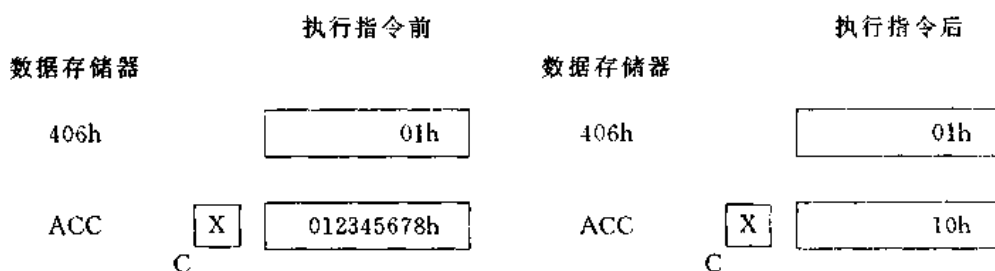 执行指令前 执行指令后
数据存储器 数据存储器
406h 01h 406h 01h
ACC X 012345678h ACC X 10h
C C